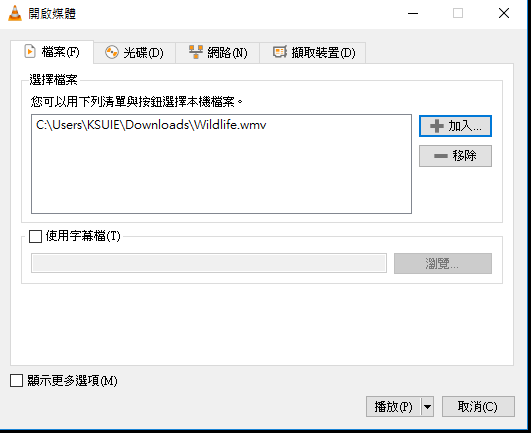 開啟媒體
檔案(F) 光碟(D) 網路(N) 擷取裝置(D)
選擇檔案
您可以用下列清單與按鈕選擇本機檔案。
C:\Users\KSUIE\Downloads\Wildlife.wmv
加入...
移除
使用字幕檔(T)
瀏覽...
顯示更多選項(M)
播放(P) 取消(C)